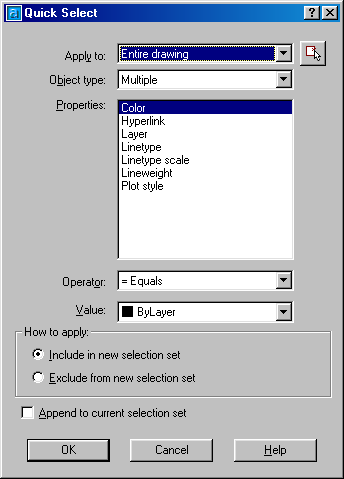 Quick Select
Apply to: Entire drawing
Object type: Multiple
Properties: Color
Hyperlink
Layer
Linetype
Linetype scale
Lineweight
Plot style
Operator: = Equals
Value: ByLayer
How to apply:
Include in new selection set
Exclude from new selection set
Append to current selection set
OK Cancel Help